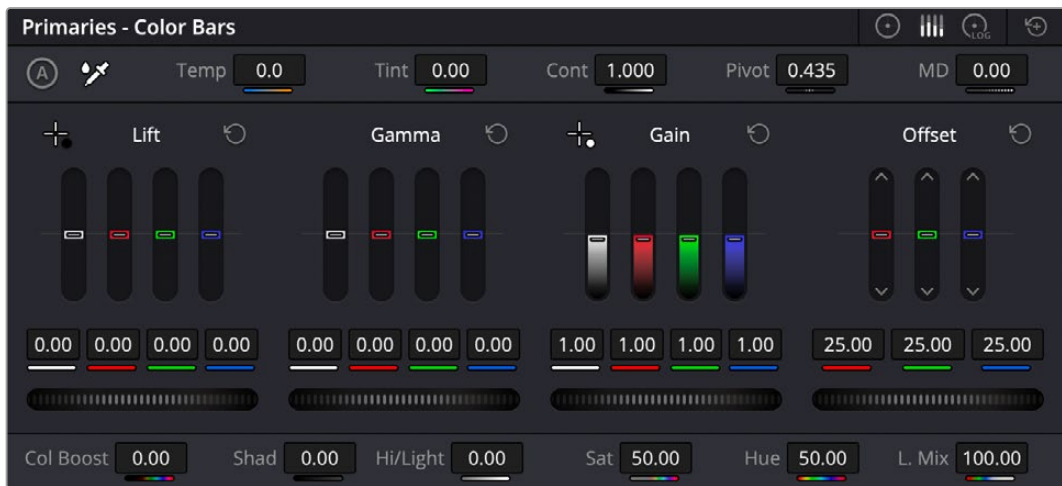 Primaries - Color Bars
LOG
A Temp 0.0 Tint 0.00 Cont 1.000 Pivot 0.435 MD 0.00
Lift Gamma Gain Offset
0.00 0.00 0.00 0.00 0.00 0.00 0.00 0.00 1.00 1.00 1.00 1.00 25.00 25.00 25.00
Col Boost 0.00 Shad 0.00 Hi/Light 0.00 Sat 50.00 Hue 50.00 L. Mix 100.00